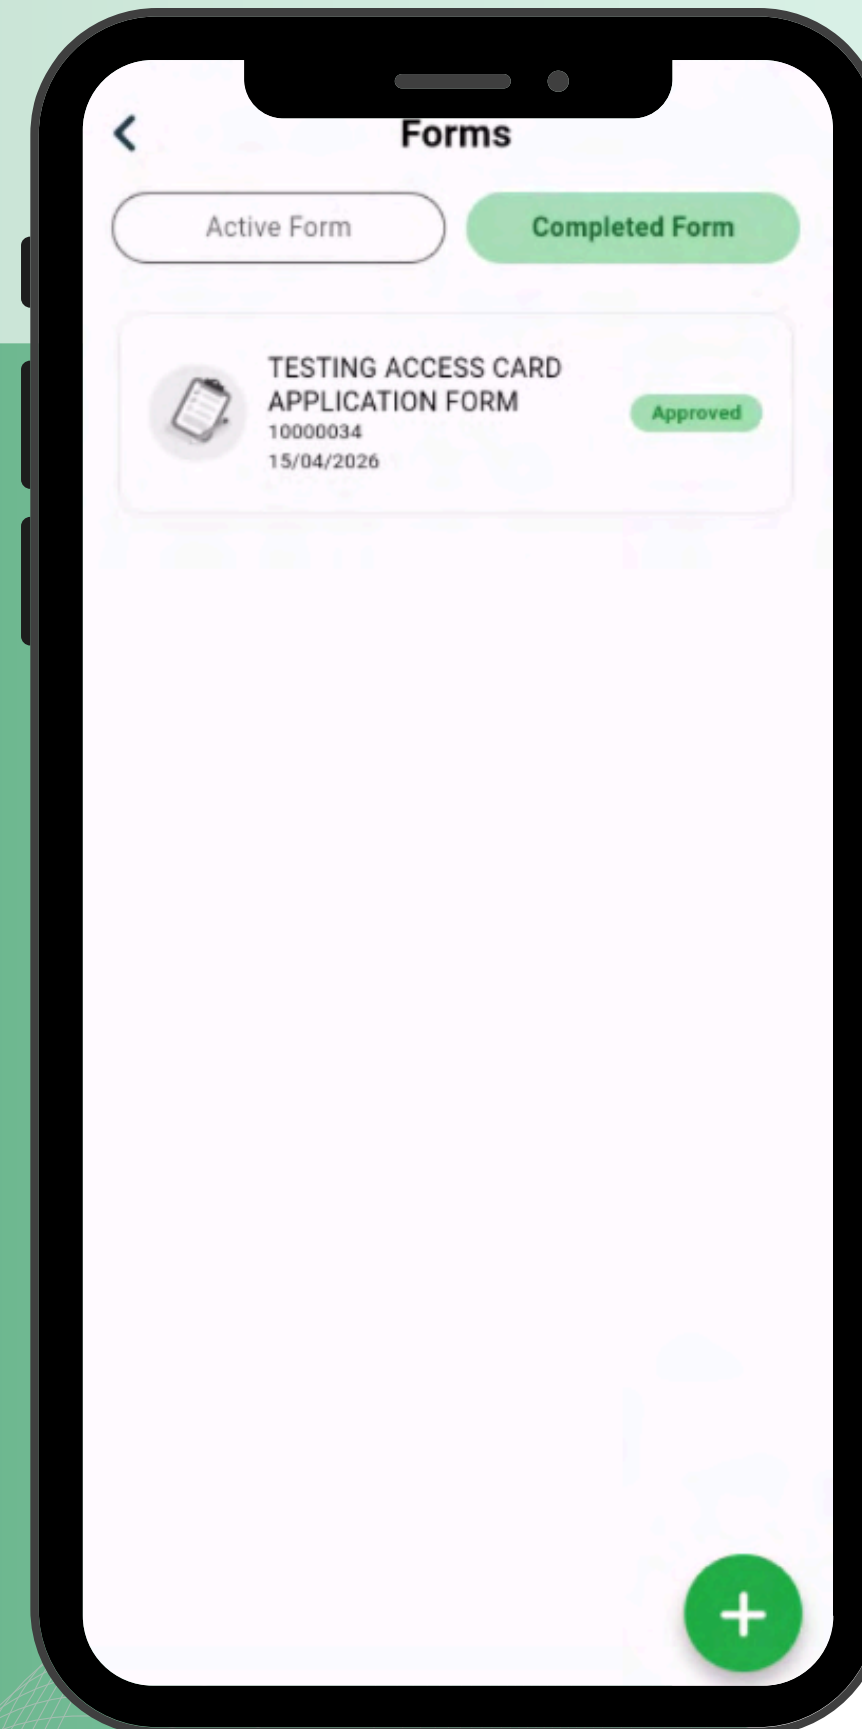 Forms
Active Form
Completed Form
TESTING ACCESS CARD
APPLICATION FORM
10000034
15/04/2026
Approved